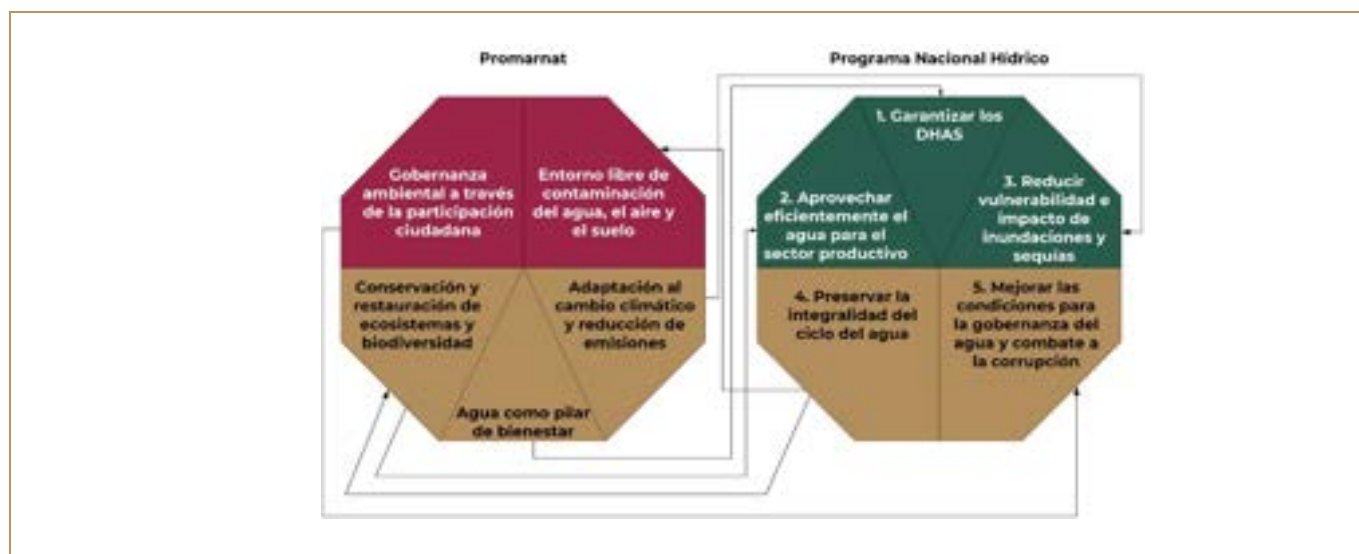 Promarnat
Programa Nacional Hídrico
Gobernanza
ambiental a través
de la participación
ciudadana
Entorno libre de
contaminación
del agua, el aire y
el suelo
Conservación y
restauración de
ecosistemas y
biodiversidad
Adaptación al
cambio climático
y reducción de
emisiones
Agua como pilar
de bienestar
1. Garantizar los
DHAS
2. Aprovechar
eficientemente el
agua para el
sector productivo
3. Reducir
vulnerabilidad e
impacto de
inundaciones y
sequías
4. Preservar la
integralidad del
ciclo del agua
5. Mejorar las
condiciones para
la gobernanza del
agua y combate a
la corrupción